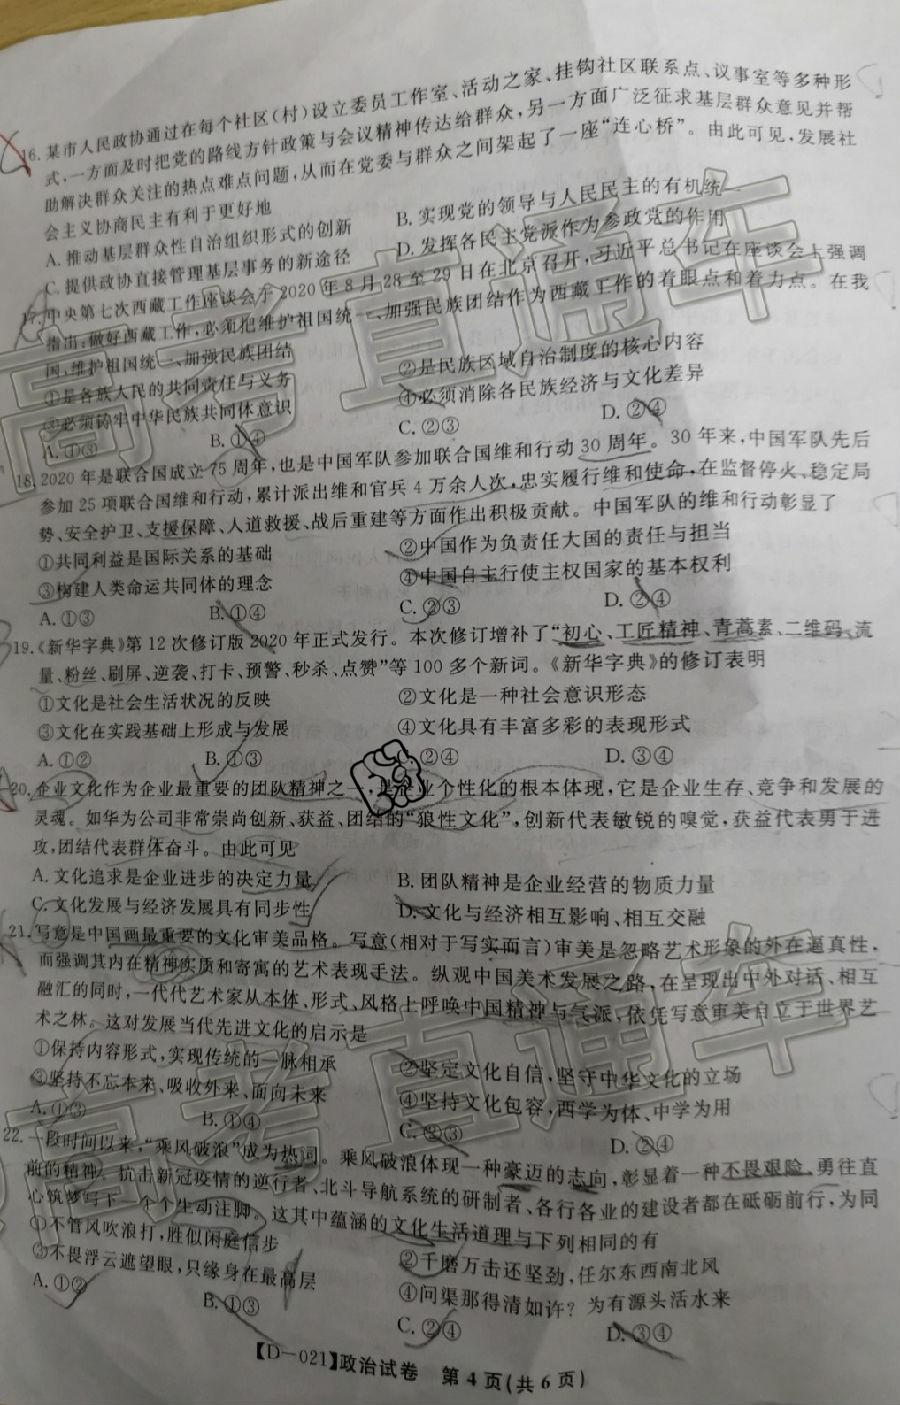 16.某市人民政协通过在每个社区(村)设立委员工作室、活动之家、挂钩社区联系点、议事室等多种形
式,一方面及时把党的路线方针政策与会议精神传达给群众,另一方面广泛征求基层群众意见并帮
助解决群众关注的热点难点问题,从而在党委与群众之间架起了一座“连心桥”。由此可见,发展社
会主义协商民主有利于更好地
A.推动基层群众性自治组织形式的创新 B.实现党的领导与人民民主的有机统一
C.提供政协直接管理基层事务的新途径 D.发挥各民主党派作为参政党的作用
17.中央第七次西藏工作座谈会于2020年8月28至29日在北京召开,习近平总书记在座谈会上强调
指出:做好西藏工作,必须把维护祖国统一、加强民族团结作为西藏工作的着眼点和着力点。在我
国,维护祖国统一、加强民族团结
①是各族人民的共同责任与义务 ②是民族区域自治制度的核心内容
③必须铸牢中华民族共同体意识 ④必须消除各民族经济与文化差异
A.①③ B.①④ C.②③ D.②④
18.2020年是联合国成立75周年,也是中国军队参加联合国维和行动30周年。30年来,中国军队先后
参加25项联合国维和行动,累计派出维和官兵4万余人次,忠实履行维和使命,在监督停火、稳定局
势、安全护卫、支援保障、人道救援、战后重建等方面作出积极贡献。中国军队的维和行动彰显了
①共同利益是国际关系的基础 ②中国作为负责任大国的责任与担当
③构建人类命运共同体的理念 ④中国自主行使主权国家的基本权利
A.①③ B.①④ C.②③ D.②④
19.《新华字典》第12次修订版2020年正式发行。本次修订增补了“初心、工匠精神、青蒿素、二维码、流
量、粉丝、刷屏、逆袭、打卡、预警、秒杀、点赞”等100多个新词。《新华字典》的修订表明
①文化是社会生活状况的反映 ②文化是一种社会意识形态
③文化在实践基础上形成与发展 ④文化具有丰富多彩的表现形式
A.①② B.①③ C.②④ D.③④
20.企业文化作为企业最重要的团队精神之一,是企业个性化的根本体现,它是企业生存、竞争和发展的
灵魂。如华为公司非常崇尚创新、获益、团结的“狼性文化”,创新代表敏锐的嗅觉,获益代表勇于进
攻,团结代表群体奋斗。由此可见
A.文化追求是企业进步的决定力量 B.团队精神是企业经营的物质力量
C.文化发展与经济发展具有同步性 D.文化与经济相互影响、相互交融
21.写意是中国画最重要的文化审美品格。写意(相对于写实而言)审美是忽略艺术形象的外在逼真性,
而强调其内在精神实质和寄寓的艺术表现手法。纵观中国美术发展之路,在呈现出中外对话、相互
融汇的同时,一代代艺术家从本体、形式、风格上呼唤中国精神与气派,依凭写意审美自立于世界艺
术之林。这对发展当代先进文化的启示是
①保持内容形式,实现传统的一脉相承 ②坚定文化自信,坚守中华文化的立场
③坚持不忘本来、吸收外来、面向未来 ④坚持文化包容,西学为体、中学为用
A.①③ B.①④ C.②③ D.②④
22.一段时间以来,“乘风破浪”成为热词。乘风破浪体现一种豪迈的志向,彰显着一种不畏艰险、勇往直
前的精神。抗击新冠疫情的逆行者、北斗导航系统的研制者、各行各业的建设者都在砥砺前行,为同
心筑梦写下一个个生动注脚。这其中蕴涵的文化生活道理与下列相同的有
①不管风吹浪打,胜似闲庭信步 ②千磨万击还坚劲,任尔东西南北风
③不畏浮云遮望眼,只缘身在最高层 ④问渠那得清如许?为有源头活水来
A.①② B.①③ C.②④ D.③④
【D-021】政治试卷 第4页(共6页)
高考直通车
高考直通车